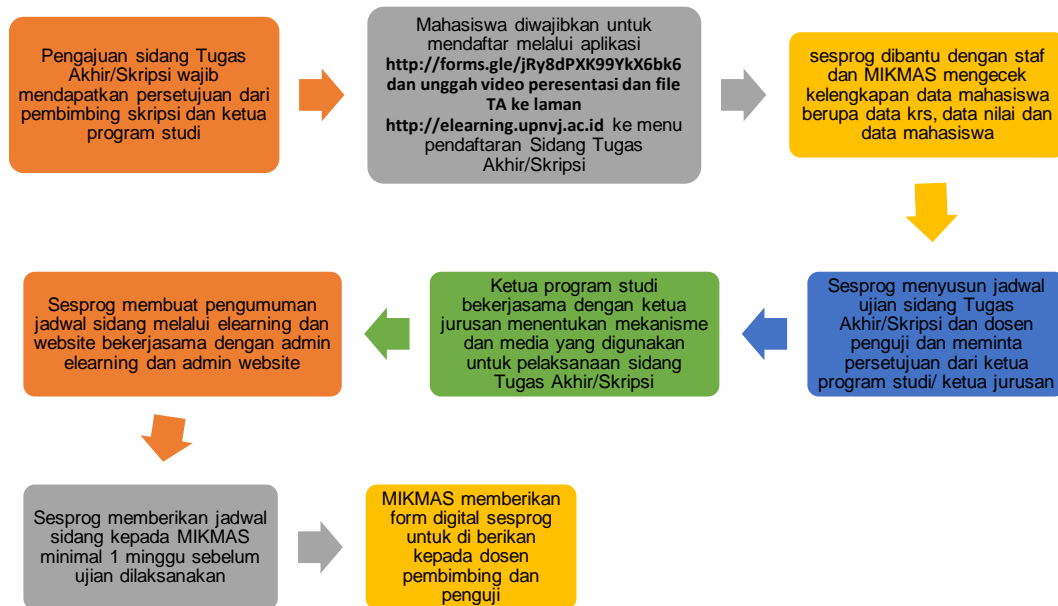 Pengajuan sidang Tugas
Akhir/Skripsi wajib
mendapatkan persetujuan dari
pembimbing skripsi dan ketua
program studi
Mahasiswa diwajibkan untuk
mendaftar melalui aplikasi
http://forms.gle/jRy8dPXK99YkX6bk6
dan unggah video peresentasi dan file
TA ke laman
http://elearning.upnvj.ac.id ke menu
pendaftaran Sidang Tugas
Akhir/Skripsi
sesprog dibantu dengan staf
dan MIKMAS mengecek
kelengkapan data mahasiswa
berupa data krs, data nilai dan
data mahasiswa
Sesprog menyusun jadwal
ujian sidang Tugas
Akhir/Skripsi dan dosen
penguji dan meminta
persetujuan dari ketua
program studi/ ketua jurusan
Ketua program studi
bekerjasama dengan ketua
jurusan menentukan mekanisme
dan media yang digunakan
untuk pelaksanaan sidang
Tugas Akhir/Skripsi
Sesprog membuat pengumuman
jadwal sidang melalui elearning dan
website bekerjasama dengan admin
elearning dan admin website
Sesprog memberikan jadwal
sidang kepada MIKMAS
minimal 1 minggu sebelum
ujian dilaksanakan
MIKMAS memberikan
form digital sesprog
untuk di berikan
kepada dosen
pembimbing dan
penguji